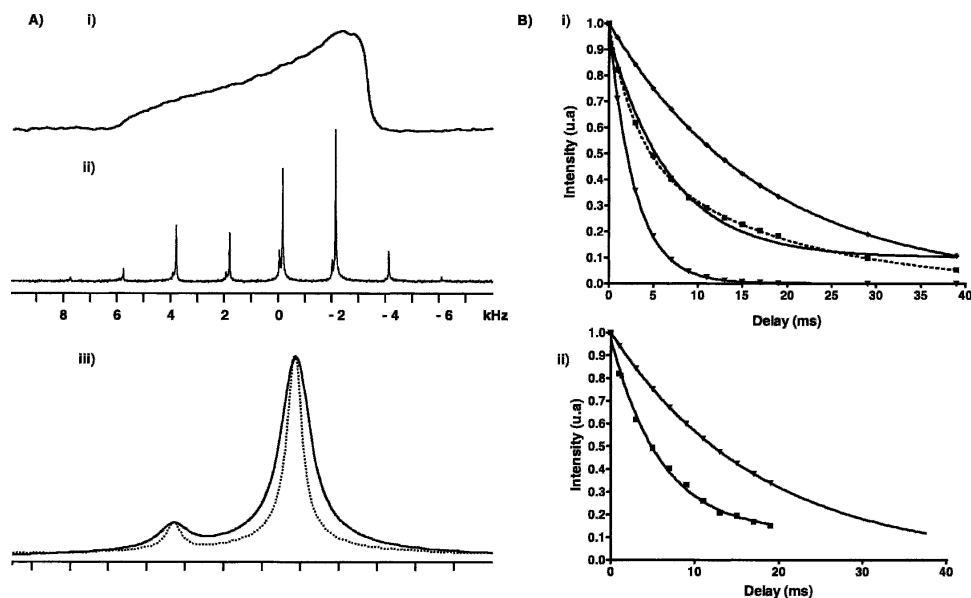 A)
i)
ii)
8 6 4 2 0 - 2 - 4 - 6 kHz
iii)
B)
i)
1.0
0.9
0.8
0.7
0.6
0.5
0.4
0.3
0.2
0.1
0.0
Intensity (u.a)
0 5 10 15 20 25 30 35 40
Delay (ms)
ii)
1.0
0.9
0.8
0.7
0.6
0.5
0.4
0.3
0.2
0.1
0.0
Intensity (u.a)
0 10 20 30 40
Delay (ms)